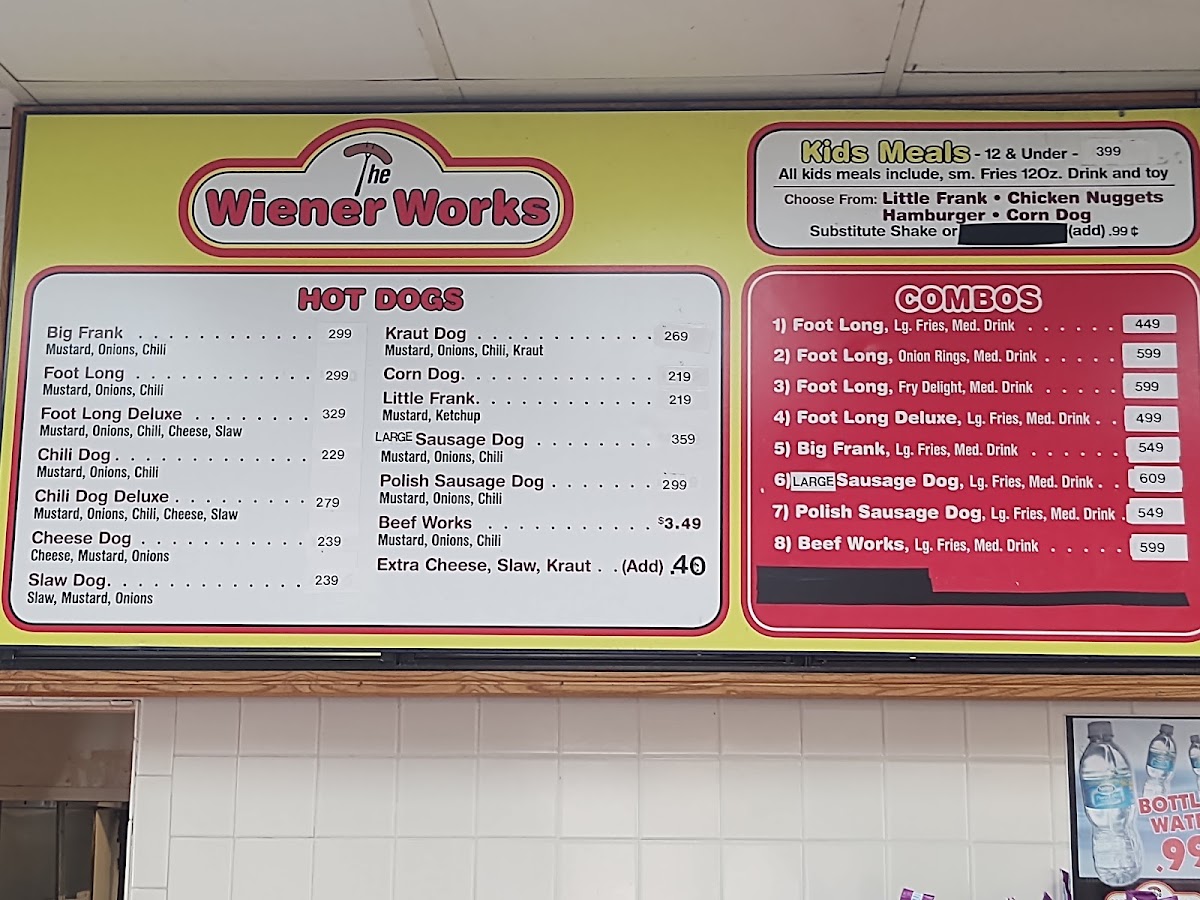 The
Wiener Works
HOT DOGS
Big Frank . . . . . . . . . . . . . . 299
Mustard, Onions, Chili
Foot Long . . . . . . . . . . . . . . 299
Mustard, Onions, Chili
Foot Long Deluxe . . . . . . . . 329
Mustard, Onions, Chili, Cheese, Slaw
Chili Dog . . . . . . . . . . . . . . . 229
Mustard, Onions, Chili
Chili Dog Deluxe . . . . . . . . . . 279
Mustard, Onions, Chili, Cheese, Slaw
Cheese Dog . . . . . . . . . . . . . 239
Cheese, Mustard, Onions
Slaw Dog. . . . . . . . . . . . . . . 239
Slaw, Mustard, Onions
Kraut Dog . . . . . . . . . . . . . 269
Mustard, Onions, Chili, Kraut
Corn Dog. . . . . . . . . . . . . . 219
Little Frank. . . . . . . . . . . . . 219
Mustard, Ketchup
LARGE Sausage Dog . . . . . . . . 359
Mustard, Onions, Chili
Polish Sausage Dog . . . . . . . 299
Mustard, Onions, Chili
Beef Works . . . . . . . . . . . . $3.49
Mustard, Onions, Chili
Extra Cheese, Slaw, Kraut . . (Add) .40
Kids Meals - 12 & Under - 399
All kids meals include, sm. Fries 12Oz. Drink and toy
Choose From: Little Frank • Chicken Nuggets
Hamburger • Corn Dog
Substitute Shake or (add) .99 ¢
COMBOS
1) Foot Long, Lg. Fries, Med. Drink . . . . . . 449
2) Foot Long, Onion Rings, Med. Drink . . . . . 599
3) Foot Long, Fry Delight, Med. Drink . . . . . 599
4) Foot Long Deluxe, Lg. Fries, Med. Drink . . 499
5) Big Frank, Lg. Fries, Med. Drink . . . . . . 549
6) LARGE Sausage Dog, Lg. Fries, Med. Drink . . 609
7) Polish Sausage Dog, Lg. Fries, Med. Drink . 549
8) Beef Works, Lg. Fries, Med. Drink . . . . . 599
BOTTL
WAT
.99